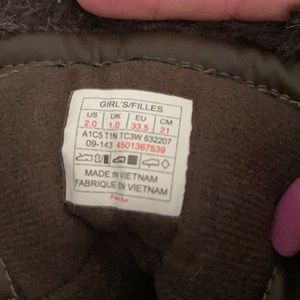 GIRL'S/FILLES
US UK EU CM
2.0 1.0 33.5 21
A1C5 T1N TC3W 632207
09-143 4501367539
MADE IN VIETNAM
FABRIQUE EN VIETNAM